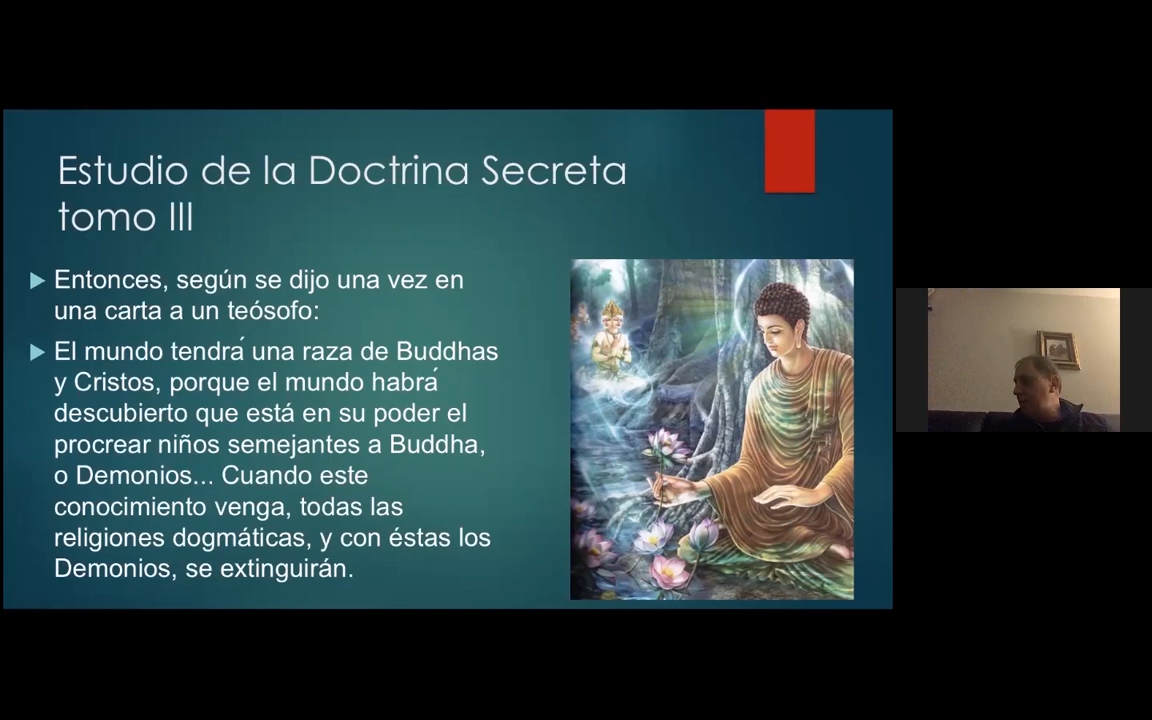 Estudio de la Doctrina Secreta
tomo III
Entonces, según se dijo una vez en
una carta a un teósofo:
El mundo tendrá una raza de Buddhas
y Cristos, porque el mundo habrá
descubierto que está en su poder el
procrear niños semejantes a Buddha,
o Demonios... Cuando este
conocimiento venga, todas las
religiones dogmáticas, y con éstas los
Demonios, se extinguirán.